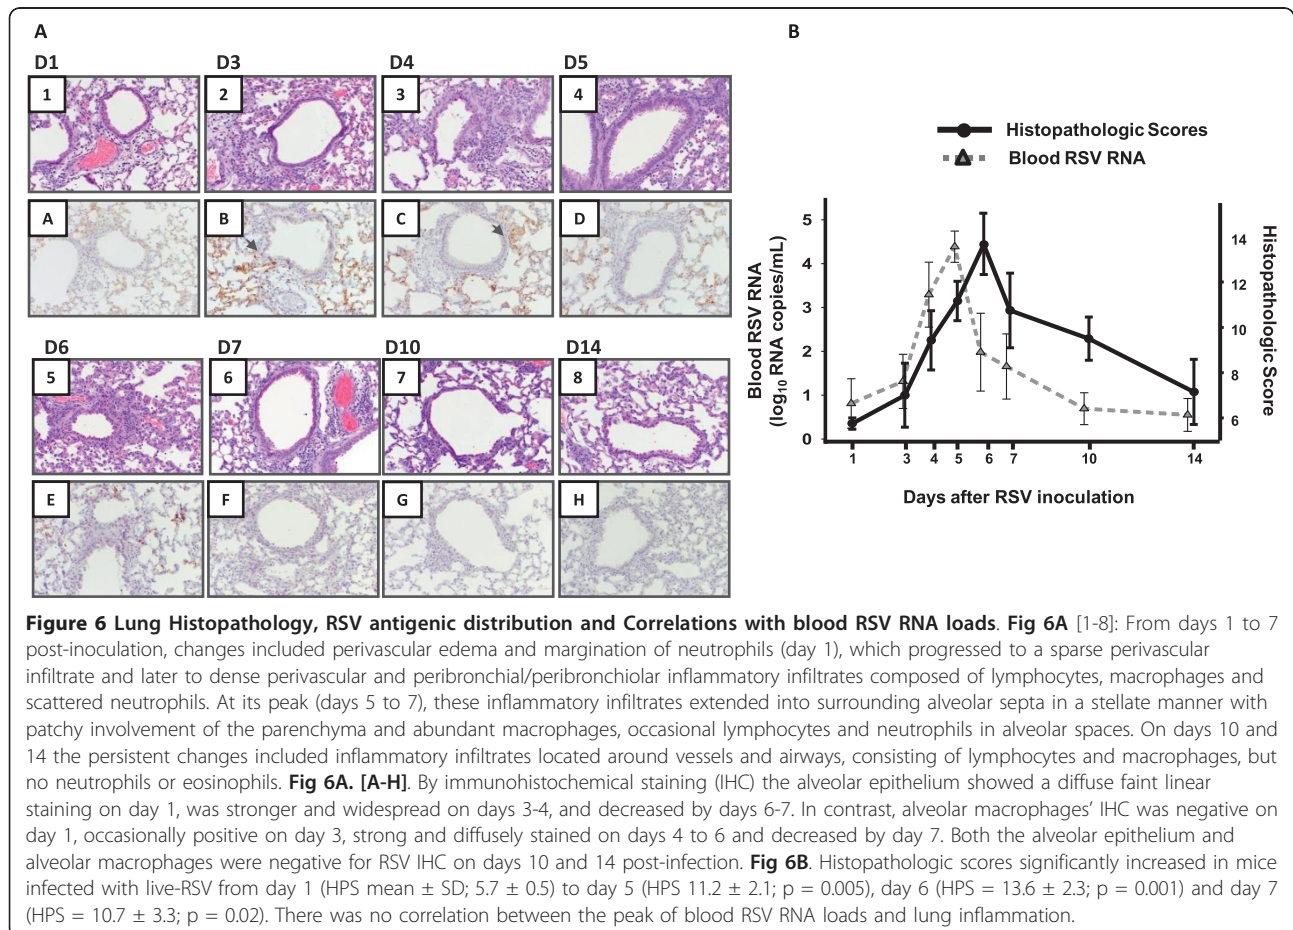 A
B
D1 D3 D4 D5
1 2 3 4
A B C D
D6 D7 D10 D14
5 6 7 8
E F G H
Histopathologic Scores
Blood RSV RNA
Blood RSV RNA
(log10 RNA copies/mL)
5
4
3
2
1
0
14
12
10
8
6
Histopathologic Score
1 3 4 5 6 7 10 14
Days after RSV inoculation
Figure 6 Lung Histopathology, RSV antigenic distribution and Correlations with blood RSV RNA loads. Fig 6A [1-8]: From days 1 to 7
post-inoculation, changes included perivascular edema and margination of neutrophils (day 1), which progressed to a sparse perivascular
infiltrate and later to dense perivascular and peribronchial/peribronchiolor inflammatory infiltrates composed of lymphocytes, macrophages and
scattered neutrophils. At its peak (days 5 to 7), these inflammatory infiltrates extended into surrounding alveolar septa in a stellate manner with
patchy involvement of the parenchyma and abundant macrophages, occasional lymphocytes and neutrophils in alveolar spaces. On days 10 and
14 the persistent changes included inflammatory infiltrates located around vessels and airways, consisting of lymphocytes and macrophages, but
no neutrophils or eosinophils. Fig 6A. [A-H]. By immunohistochemical staining (IHC) the alveolar epithelium showed a diffuse faint linear
staining on day 1, was stronger and widespread on days 3-4, and decreased by days 6-7. In contrast, alveolar macrophages' IHC was negative on
day 1, occasionally positive on day 3, strong and diffusely stained on days 4 to 6 and decreased by day 7. Both the alveolar epithelium and
alveolar macrophages were negative for RSV IHC on days 10 and 14 post-infection. Fig 6B. Histopathologic scores significantly increased in mice
infected with live-RSV from day 1 (HPS mean ± SD; 5.7 ± 0.5) to day 5 (HPS 11.2 ± 2.1; p = 0.005), day 6 (HPS = 13.6 ± 2.3; p = 0.001) and day 7
(HPS = 10.7 ± 3.3; p = 0.02). There was no correlation between the peak of blood RSV RNA loads and lung inflammation.